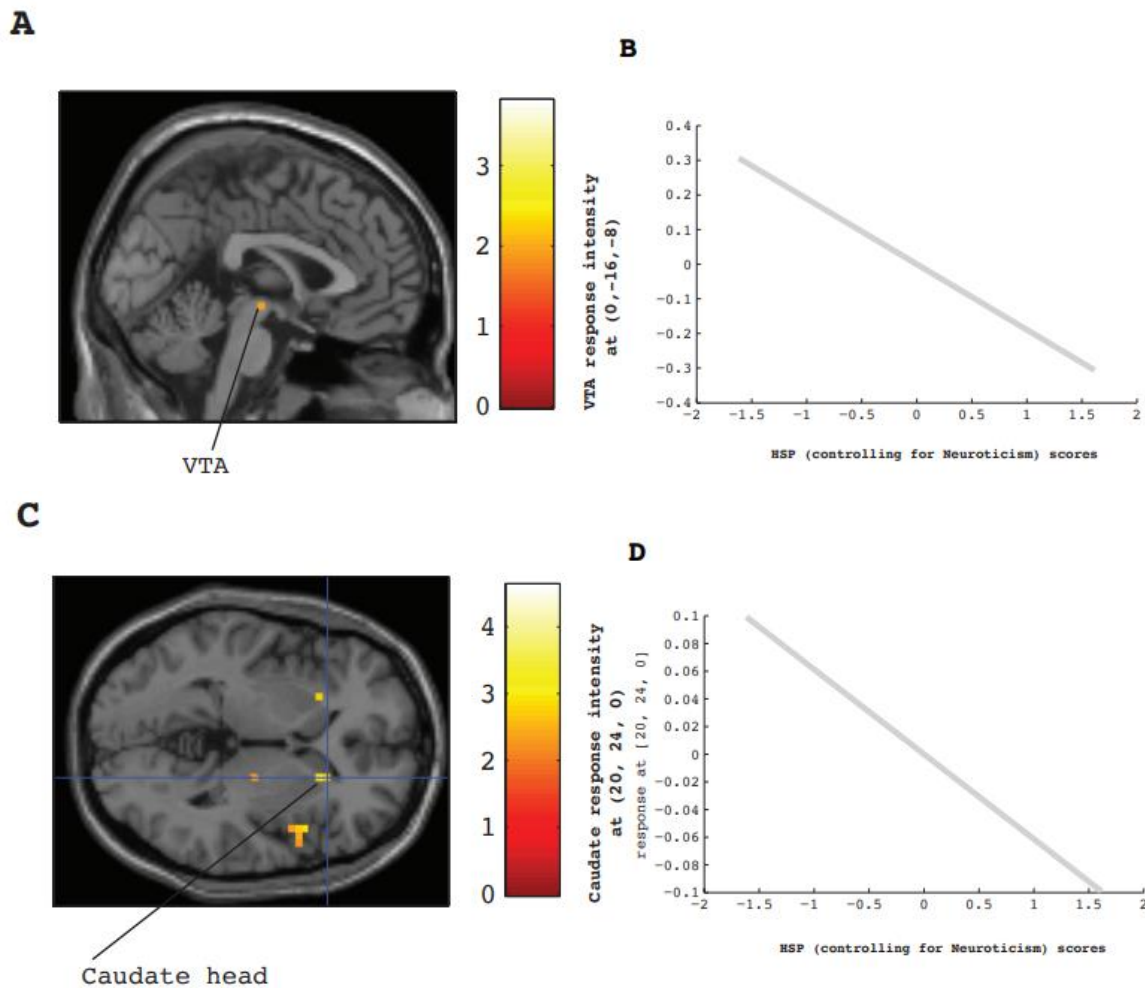 A
B
3
2
1
0
VTA response intensity
at (0,-16,-8)
0.4
0.3
0.2
0.1
0
-0.1
-0.2
-0.3
-0.4
-2 -1.5 -1 -0.5 0 0.5 1 1.5 2
HSP (controlling for Neuroticism) scores
VTA
C
D
4
3
2
1
0
Caudate response intensity
at (20, 24, 0)
response at [20, 24, 0]
0.1
0.08
0.06
0.04
0.02
0
-0.02
-0.04
-0.06
-0.08
-0.1
-2 -1.5 -1 -0.5 0 0.5 1 1.5 2
HSP (controlling for Neuroticism) scores
Caudate head